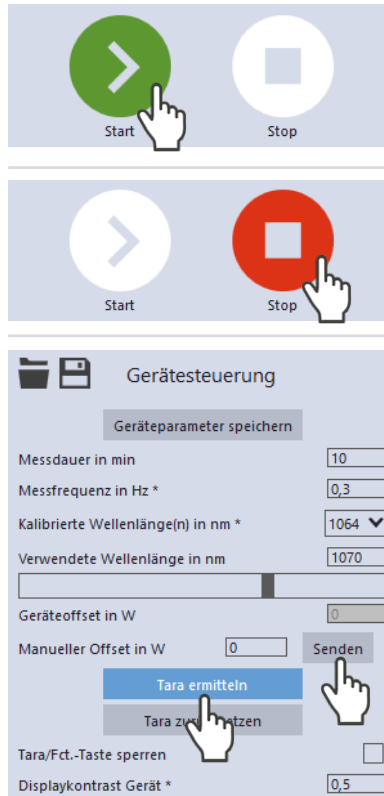 Start Stop
Start Stop
Gerätesteuerung
Geräteparameter speichern
Messdauer in min 10
Messfrequenz in Hz * 0,3
Kalibrierte Wellenlänge(n) in nm * 1064
Verwendete Wellenlänge in nm 1070
Geräteoffset in W 0
Manueller Offset in W 0 Senden
Tara ermitteln
Tara
Tara/Fct.-Taste sperren
Displaykontrast Gerät * 0,5